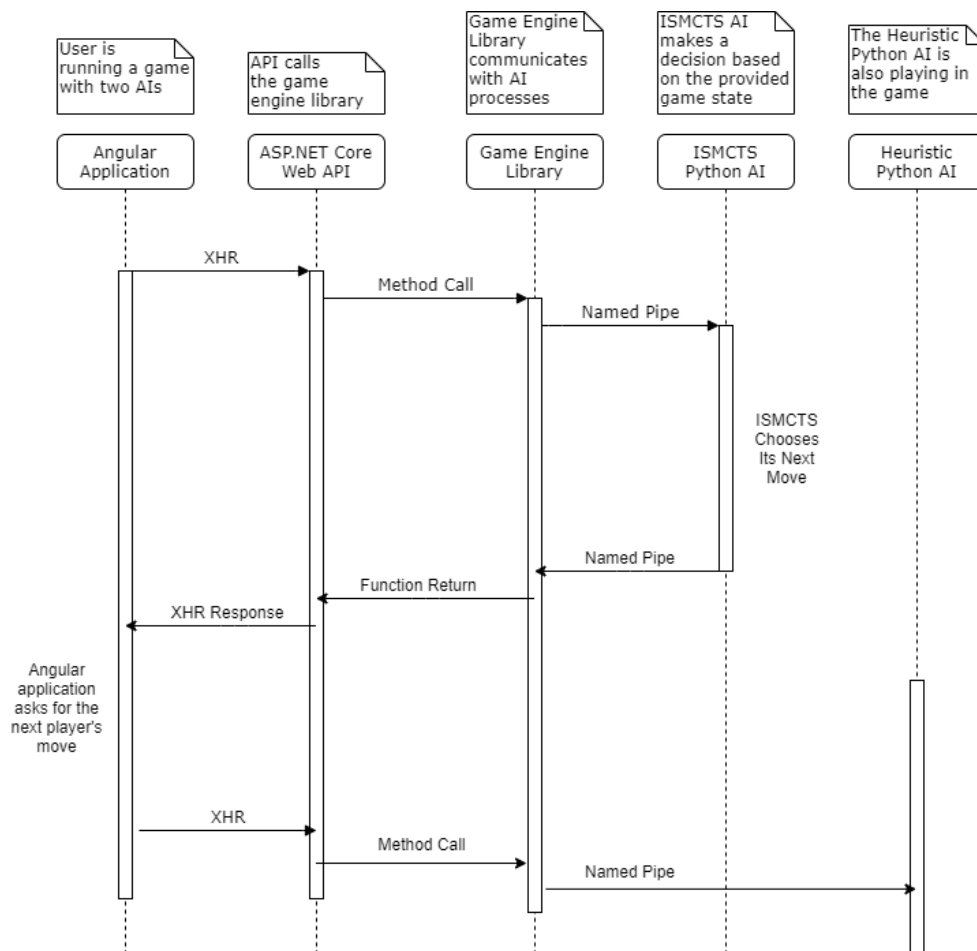 User is
running a game
with two AIs
API calls
the game
engine library
Game Engine
Library
communicates
with AI
processes
ISMCTS AI
makes a
decision based
on the provided
game state
The Heuristic
Python AI is
also playing in
the game
Angular
Application
ASP.NET Core
Web API
Game Engine
Library
ISMCTS
Python AI
Heuristic
Python AI
XHR
Method Call
Named Pipe
ISMCTS
Chooses
Its Next
Move
Named Pipe
Function Return
XHR Response
Angular
application
asks for the
next player's
move
XHR
Method Call
Named Pipe